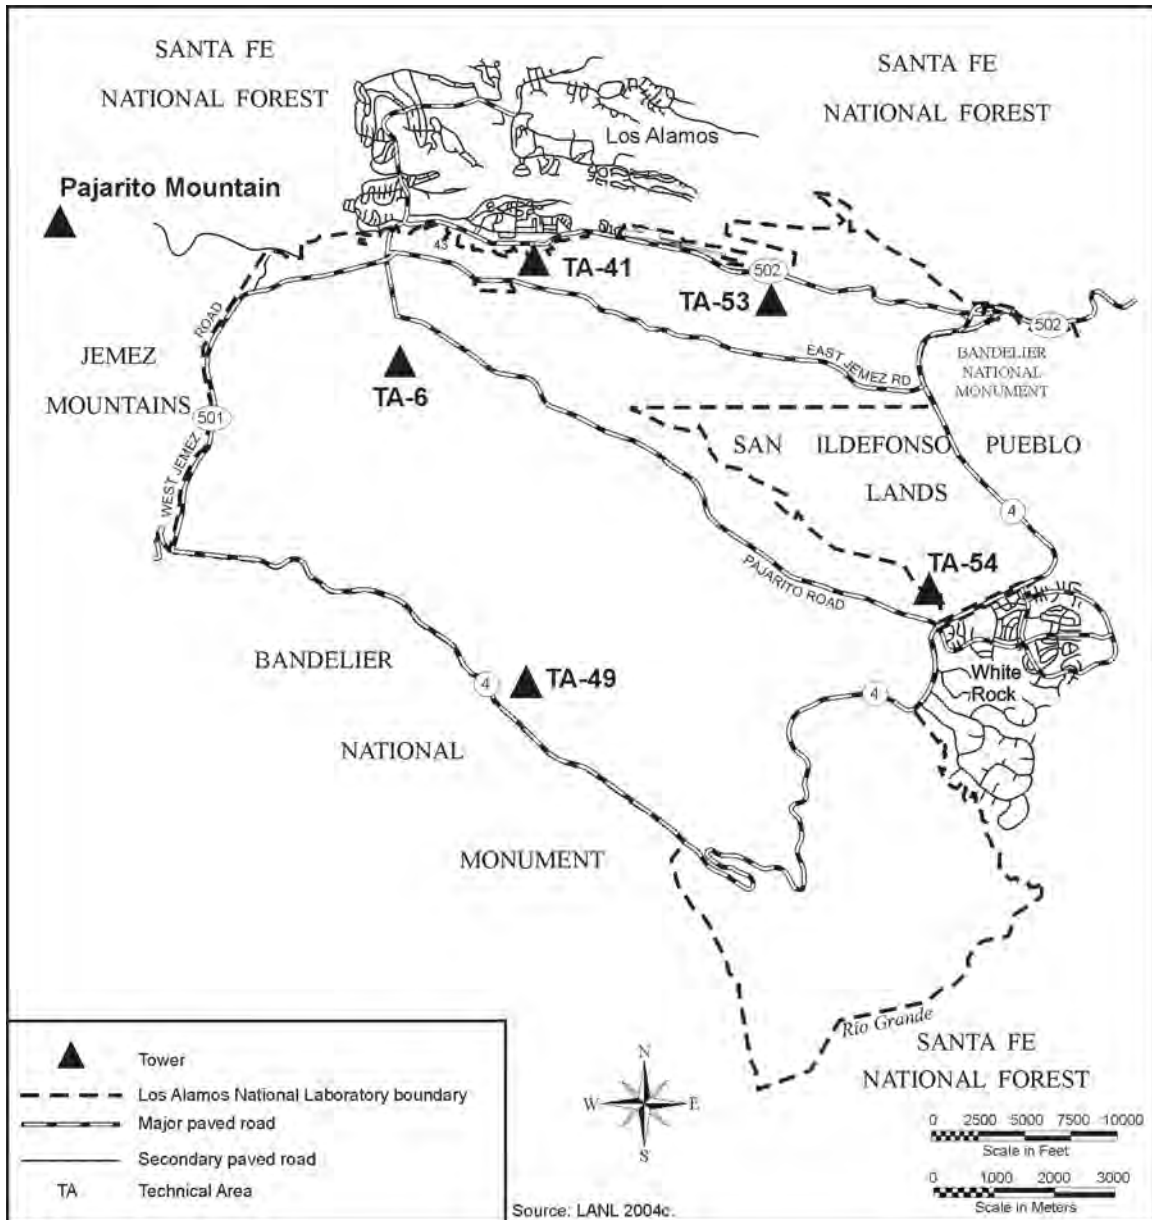 SANTA FE
NATIONAL FOREST
SANTA FE
NATIONAL FOREST
Los Alamos
Pajarito Mountain
43
TA-41
502
TA-53
502
ROAD
JEMEZ
MOUNTAINS
TA-6
EAST JEMEZ RD
BANDELIER
NATIONAL
MONUMENT
501
WEST JEMEZ
SAN ILDEFONSO PUEBLO
LANDS
4
TA-54
PAJARITO ROAD
BANDELIER
4
TA-49
White
Rock
4
NATIONAL
MONUMENT
Rio Grande
SANTA FE
NATIONAL FOREST
Tower
Los Alamos National Laboratory boundary
Major paved road
Secondary paved road
TA Technical Area
N
W E
S
0 2500 5000 7500 10000
Scale in Feet
0 1000 2000 3000
Scale in Meters
Source: LANL 2004c.